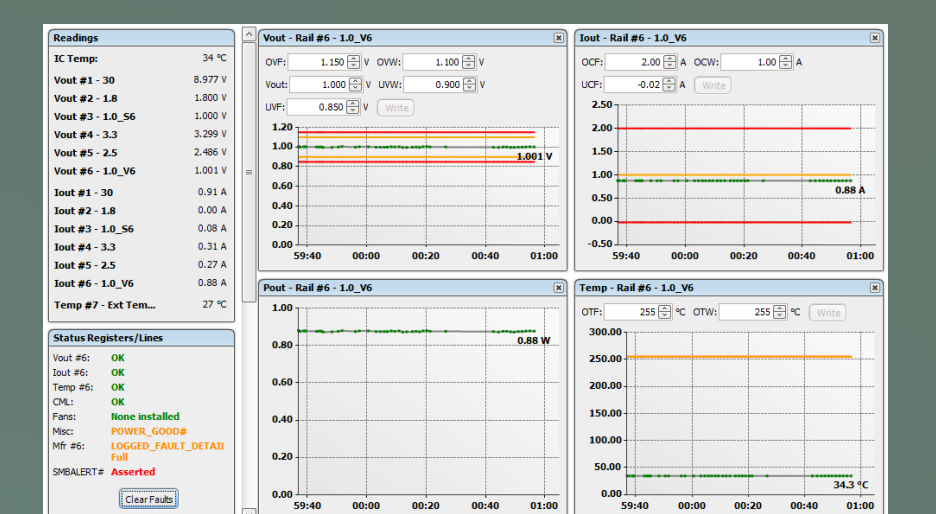 Readings
IC Temp: 34 °C
Vout #1 - 30 8.977 V
Vout #2 - 1.8 1.800 V
Vout #3 - 1.0_S6 1.000 V
Vout #4 - 3.3 3.299 V
Vout #5 - 2.5 2.486 V
Vout #6 - 1.0_V6 1.001 V
Iout #1 - 30 0.91 A
Iout #2 - 1.8 0.00 A
Iout #3 - 1.0_S6 0.08 A
Iout #4 - 3.3 0.31 A
Iout #5 - 2.5 0.27 A
Iout #6 - 1.0_V6 0.88 A
Temp #7 - Ext Tem... 27 °C
Status Registers/Lines
Vout #6: OK
Iout #6: OK
Temp #6: OK
CML: OK
Fans: None installed
Misc: POWER_GOOD#
Mfr #6: LOGGED_FAULT_DETAIl
Full
SMBALERT# Asserted
Clear Faults
Vout - Rail #6 - 1.0_V6
OVF: 1.150 V OVW: 1.100 V
Vout: 1.000 V UVW: 0.900 V
UVF: 0.850 V Write
1.20
1.00
1.001 V
0.80
0.60
0.40
0.20
0.00
59:40 00:00 00:20 00:40 01:00
Iout - Rail #6 - 1.0_V6
OCF: 2.00 A OCW: 1.00 A
UCF: -0.02 A Write
2.50
2.00
1.50
1.00
0.88 A
0.50
0.00
-0.50
59:40 00:00 00:20 00:40 01:00
Pout - Rail #6 - 1.0_V6
1.00
0.88 W
0.80
0.60
0.40
0.20
0.00
59:40 00:00 00:20 00:40 01:00
Temp - Rail #6 - 1.0_V6
OTF: 255 °C OTW: 255 °C Write
300.00
250.00
200.00
150.00
100.00
50.00
34.3 °C
0.00
59:40 00:00 00:20 00:40 01:00